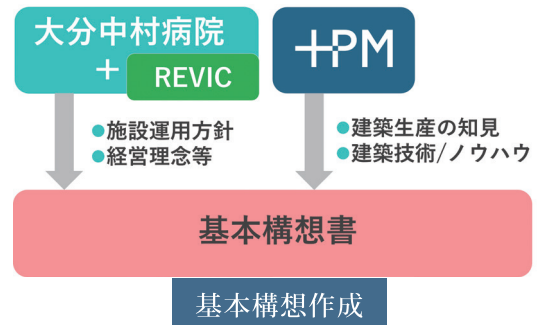 大分中村病院
+ REVIC
+PM
●施設運用方針
●経営理念等
●建築生産の知見
●建築技術/ノウハウ
基本構想書
基本構想作成